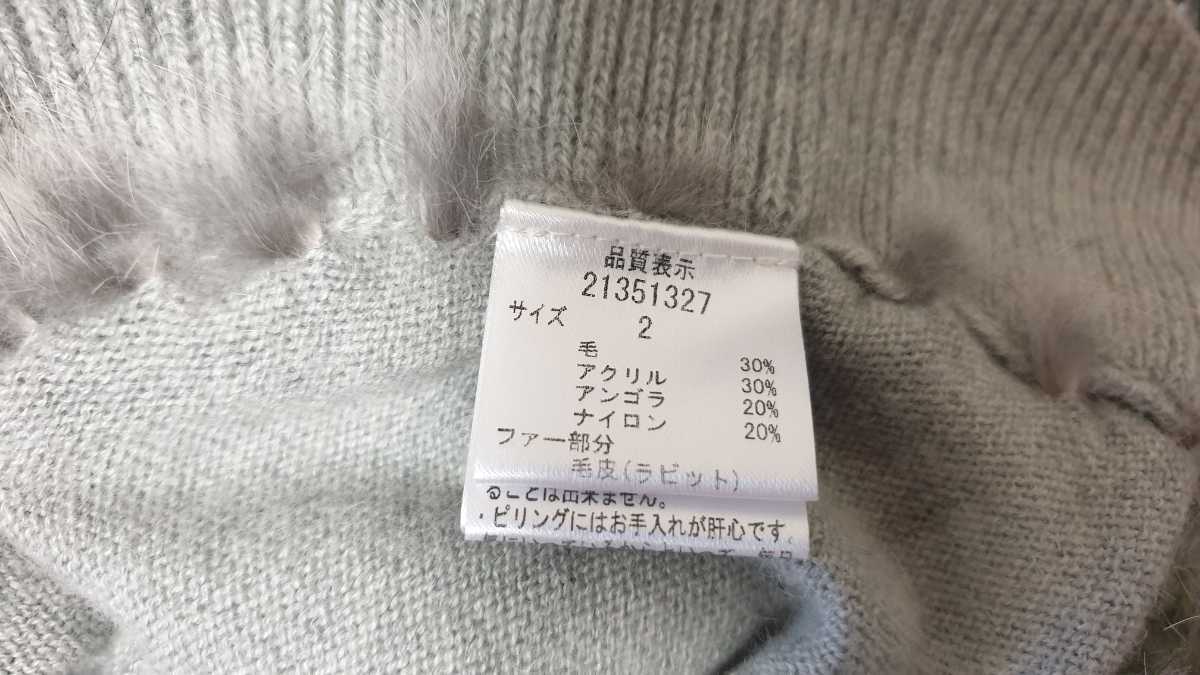 品質表示
21351327
サイズ 2
毛 30%
アクリル 30%
アンゴラ 20%
ナイロン 20%
ファー部分
毛皮(ラビット)
ることは出来ません。
・ピリングにはお手入れが肝心です。